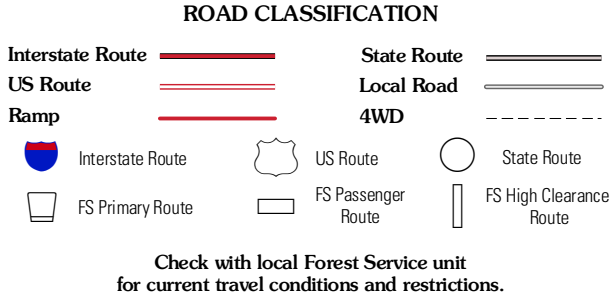 ROAD CLASSIFICATION
Interstate Route
State Route
US Route
Local Road
Ramp
4WD
Interstate Route
US Route
State Route
FS Primary Route
FS Passenger
Route
FS High Clearance
Route
Check with local Forest Service unit
for current travel conditions and restrictions.